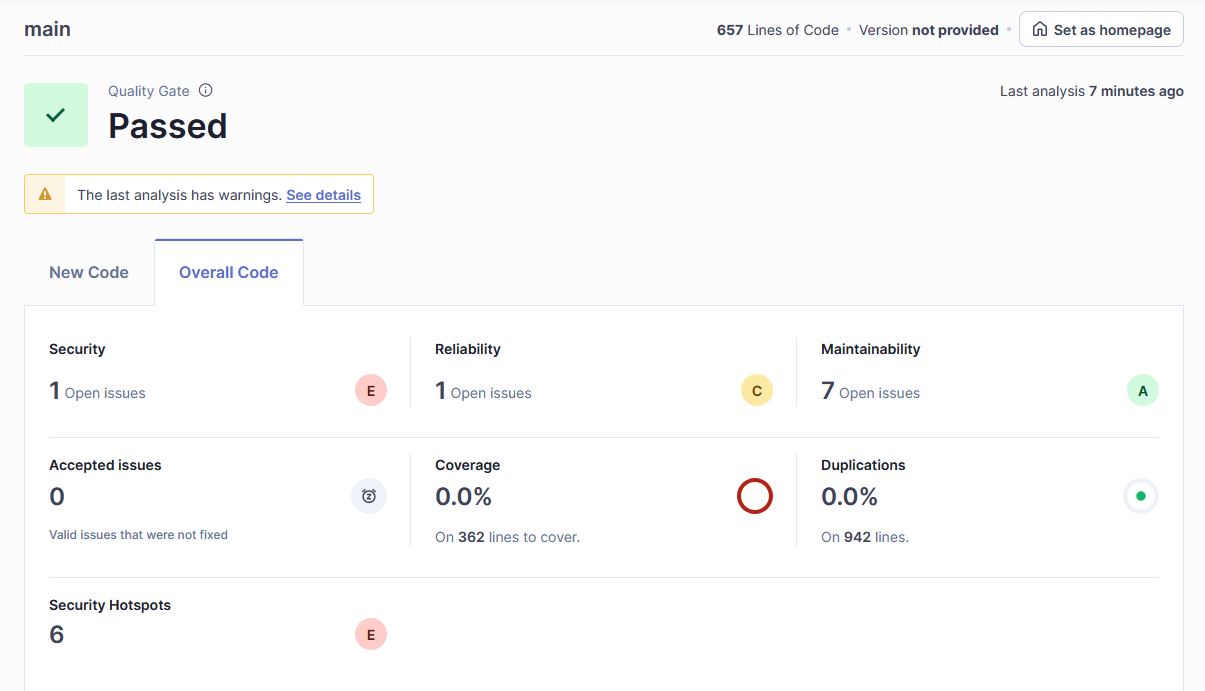 main
657 Lines of Code • Version not provided • Set as homepage
Quality Gate
Passed
Last analysis 7 minutes ago
The last analysis has warnings. See details
New Code
Overall Code
Security
1 Open issues
E
Reliability
1 Open issues
C
Maintainability
7 Open issues
A
Accepted issues
0
Valid issues that were not fixed
Coverage
0.0%
On 362 lines to cover.
Duplications
0.0%
On 942 lines.
Security Hotspots
6
E